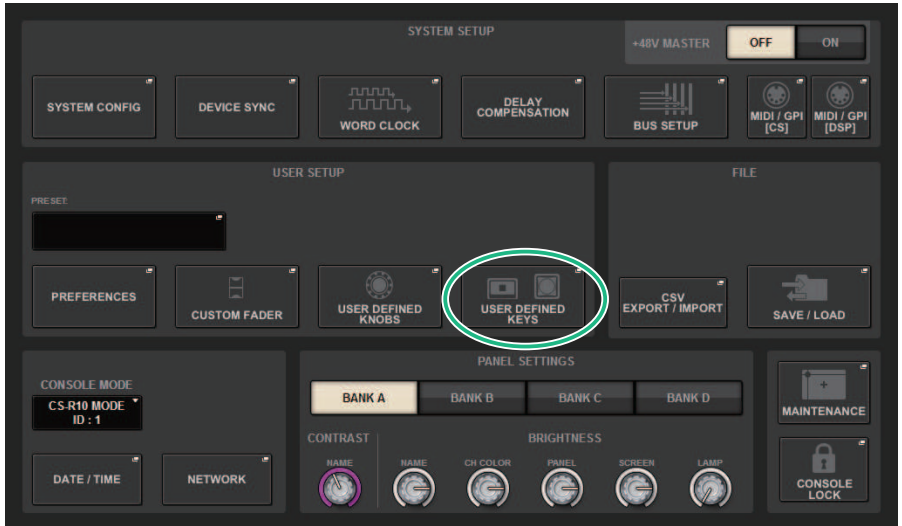 SYSTEM SETUP
+48V MASTER
OFF
ON
SYSTEM CONFIG
DEVICE SYNC
WORD CLOCK
DELAY
COMPENSATION
BUS SETUP
MIDI / GPI
[CS]
MIDI / GPI
[DSP]
USER SETUP
PRESET:
PREFERENCES
CUSTOM FADER
USER DEFINED
KNOBS
USER DEFINED
KEYS
FILE
CSV
EXPORT / IMPORT
SAVE / LOAD
CONSOLE MODE
CS-R10 MODE
ID : 1
DATE / TIME
NETWORK
PANEL SETTINGS
BANK A
BANK B
BANK C
BANK D
CONTRAST
BRIGHTNESS
NAME
NAME
CH COLOR
PANEL
SCREEN
LAMP
MAINTENANCE
CONSOLE
LOCK